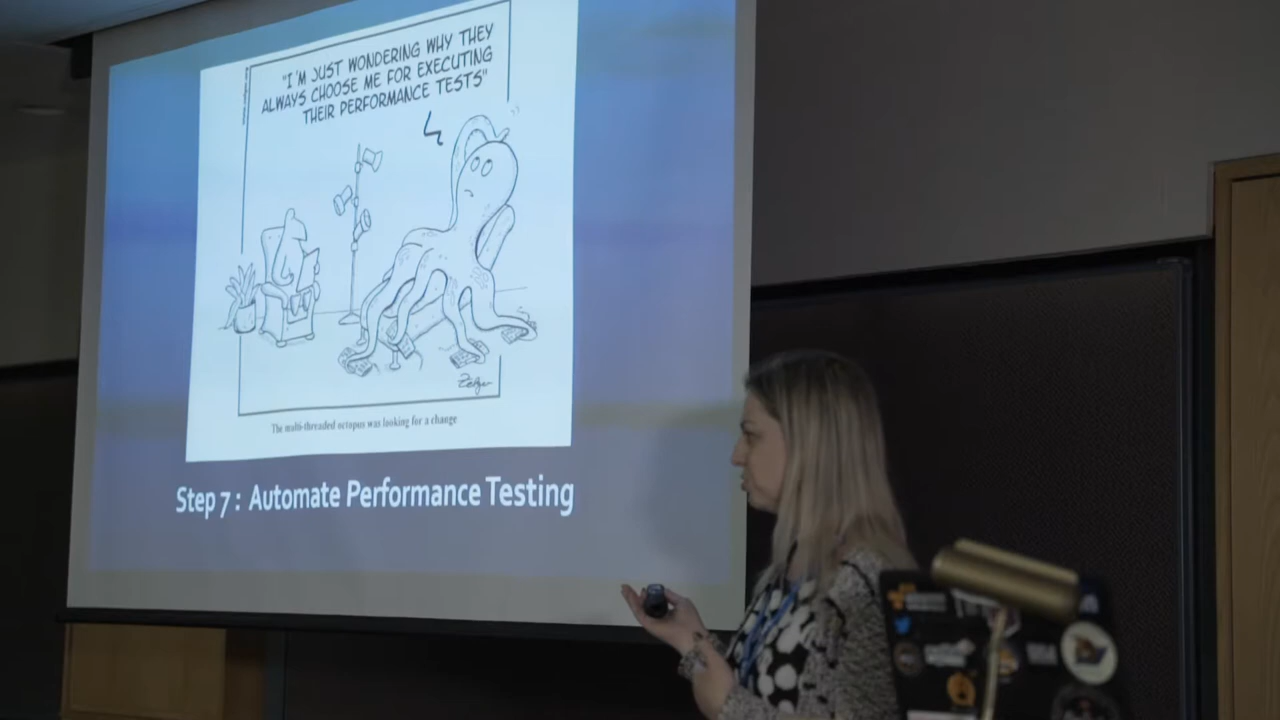 "I'M JUST WONDERING WHY THEY
ALWAYS CHOOSE ME FOR EXECUTING
THEIR PERFORMANCE TESTS"
The multi-threaded octopus was looking for a change
Step 7 : Automate Performance Testing